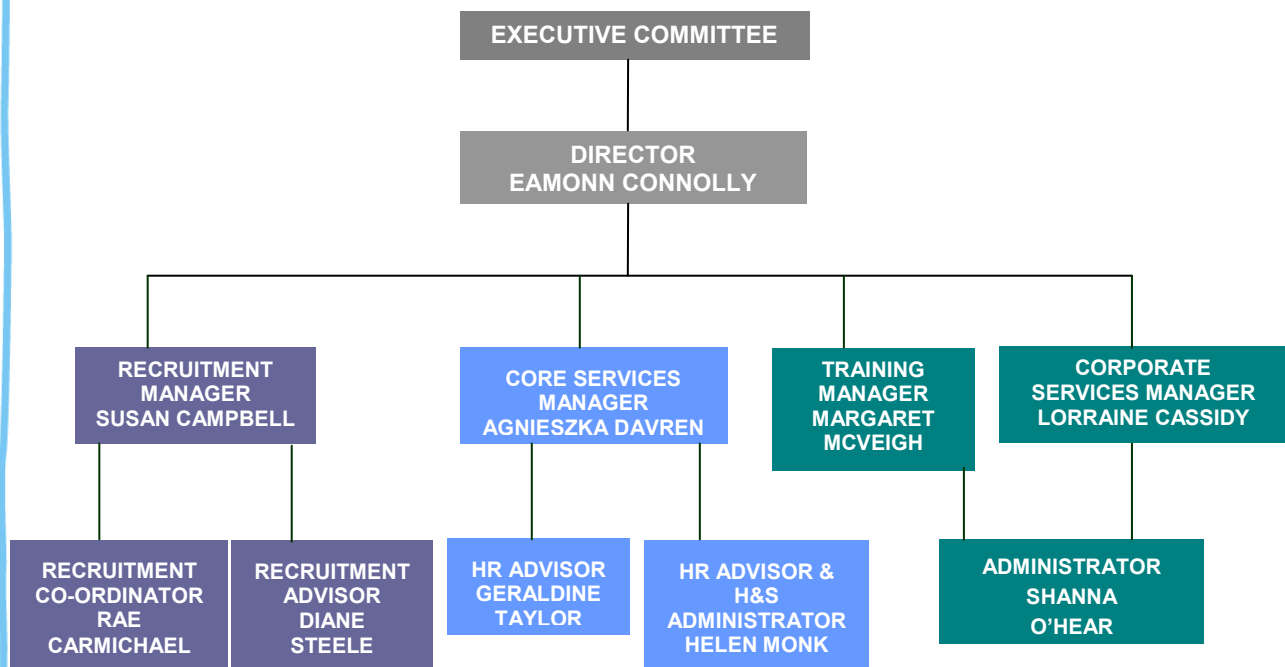 EXECUTIVE COMMITTEE
DIRECTOR
EAMONN CONNOLLY
RECRUITMENT
MANAGER
SUSAN CAMPBELL
CORE SERVICES
MANAGER
AGNIESZKA DAVREN
TRAINING
MANAGER
MARGARET
MCVEIGH
CORPORATE
SERVICES MANAGER
LORRAINE CASSIDY
RECRUITMENT
CO-ORDINATOR
RAE
CARMICHAEL
RECRUITMENT
ADVISOR
DIANE
STEELE
HR ADVISOR
GERALDINE
TAYLOR
HR ADVISOR &
H&S
ADMINISTRATOR
HELEN MONK
ADMINISTRATOR
SHANNA
O'HEAR